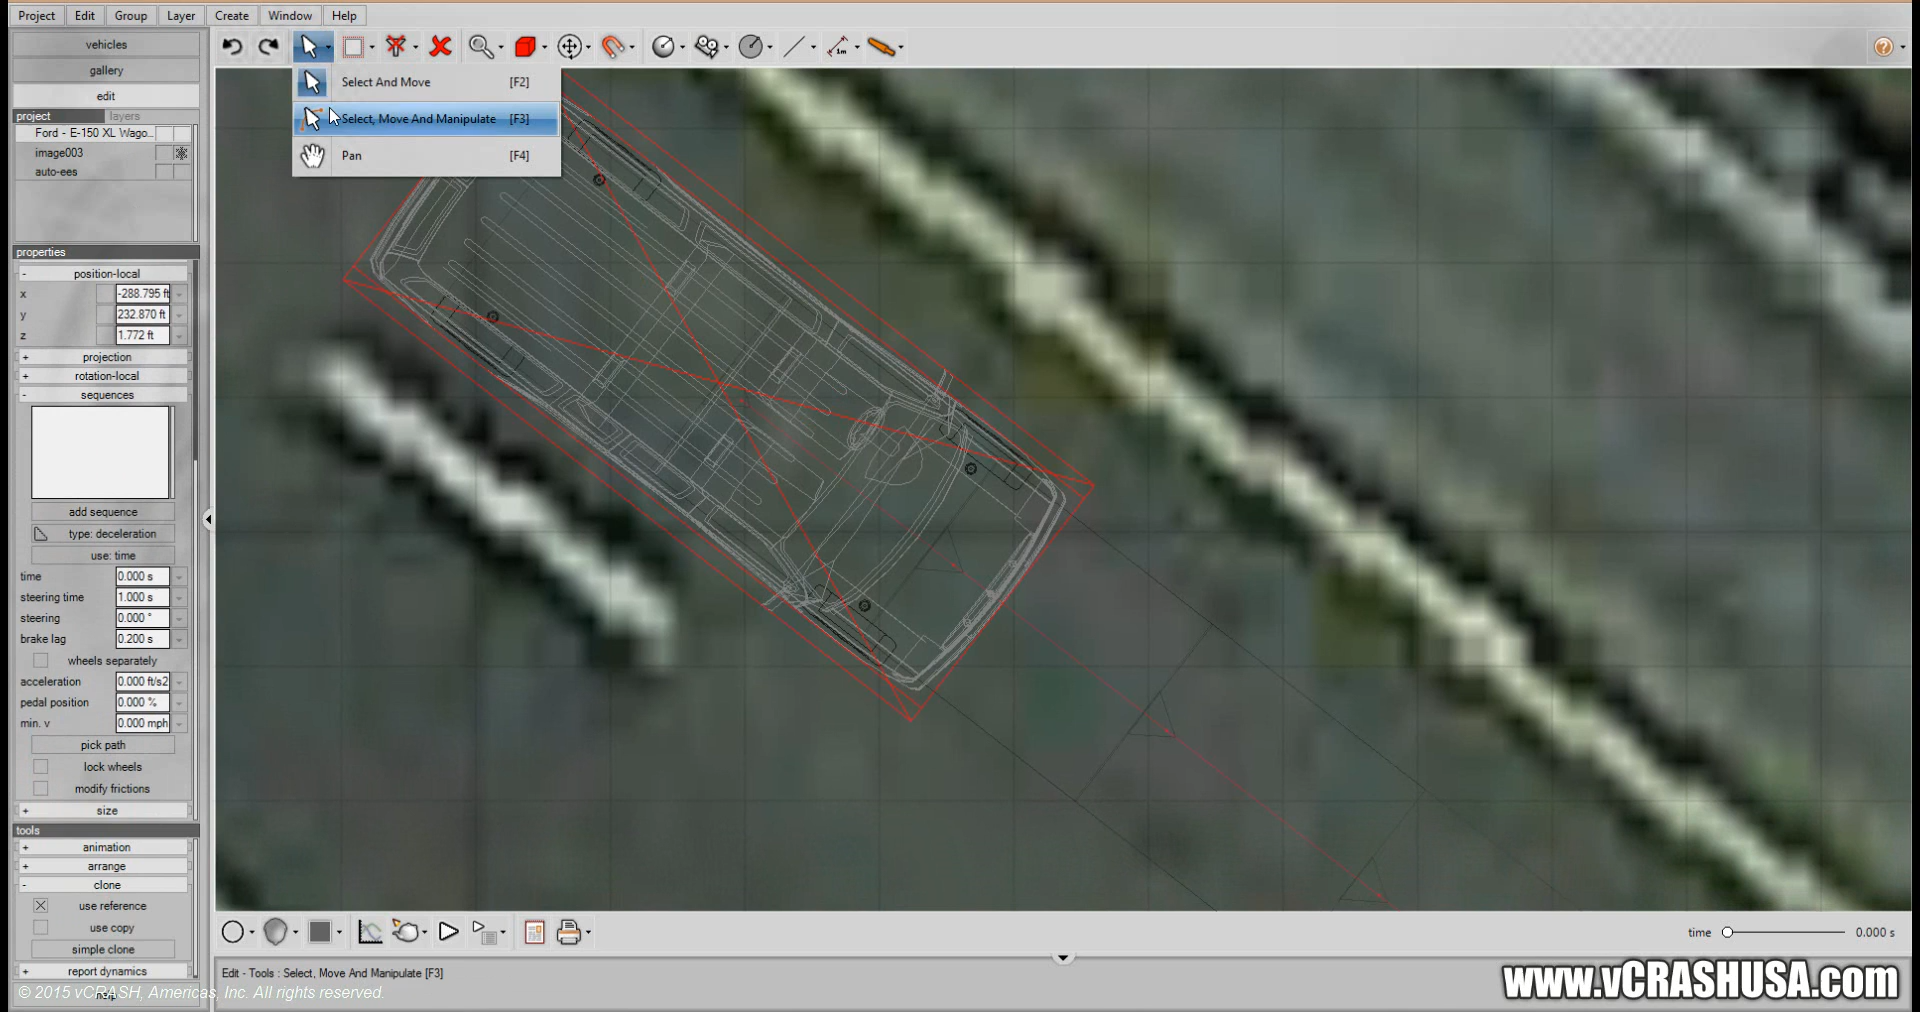 Project Edit Group Layer Create Window Help
vehicles
gallery
edit
project layers
Ford - E-150 XL Wago...
image003
auto-ees
properties
- position-local
x -288.795 ft
y 232.870 ft
z 1.772 ft
+ projection
+ rotation-local
- sequences
add sequence
type: deceleration
use: time
time 0.000 s
steering time 1.000 s
steering 0.000 °
brake lag 0.200 s
wheels separately
acceleration 0.000 ft/s2
pedal position 0.000 %
min. v 0.000 mph
pick path
lock wheels
modify frictions
+ size
tools
+ animation
+ arrange
- clone
use reference
use copy
simple clone
+ report dynamics
© 2015 vCRASH, Americas, Inc. All rights reserved.
1m
Select And Move [F2]
Select, Move And Manipulate [F3]
Pan [F4]
time 0.000 s
Edit - Tools : Select, Move And Manipulate [F3]
www.vCRASHUSA.com